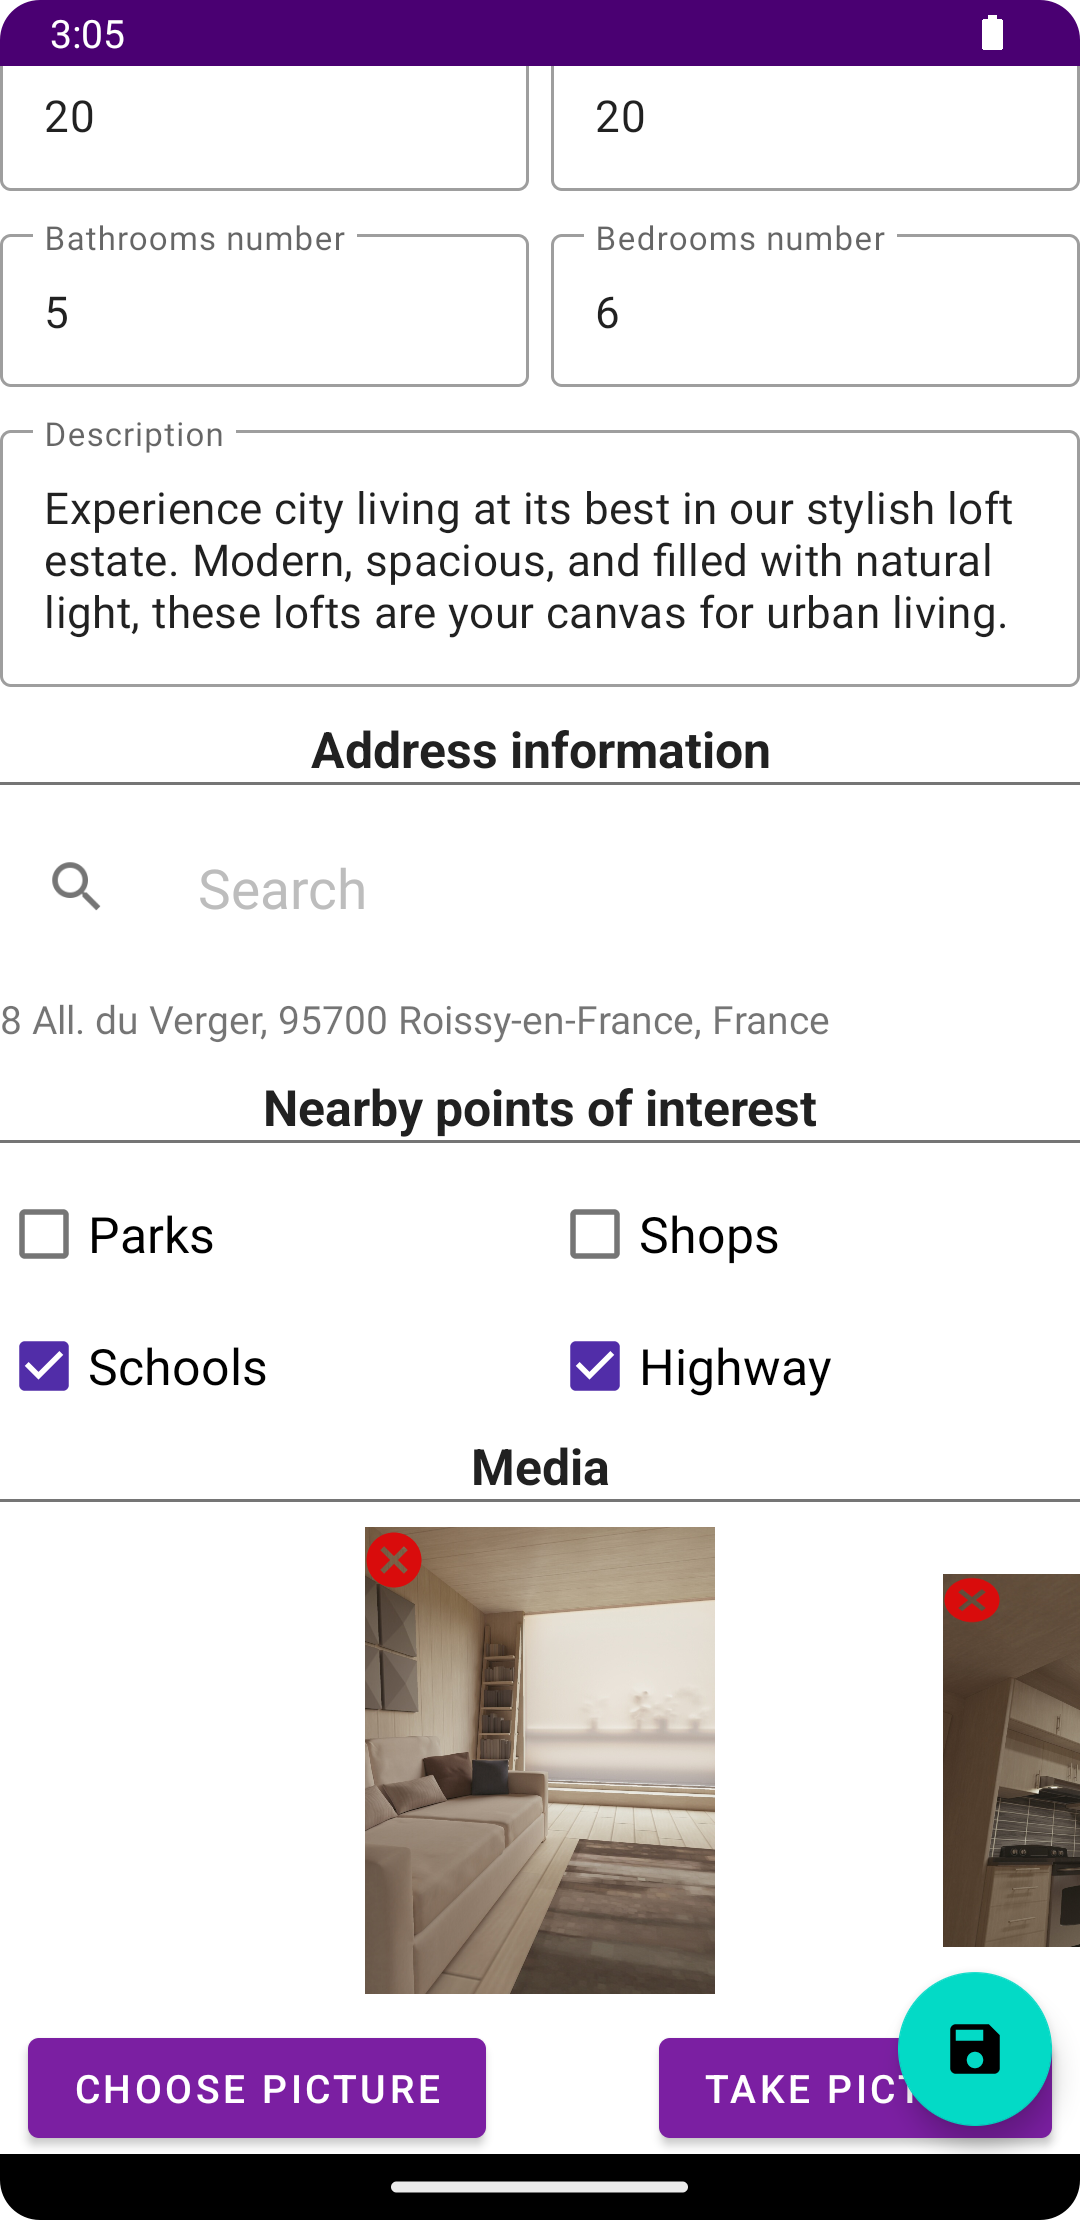 3:05
20
20
Bathrooms number
Bedrooms number
5
6
Description
Experience city living at its best in our stylish loft
estate. Modern, spacious, and filled with natural
light, these lofts are your canvas for urban living.
Address information
Search
8 All. du Verger, 95700 Roissy-en-France, France
Nearby points of interest
Parks
Shops
Schools
Highway
Media
CHOOSE PICTURE
TAKE